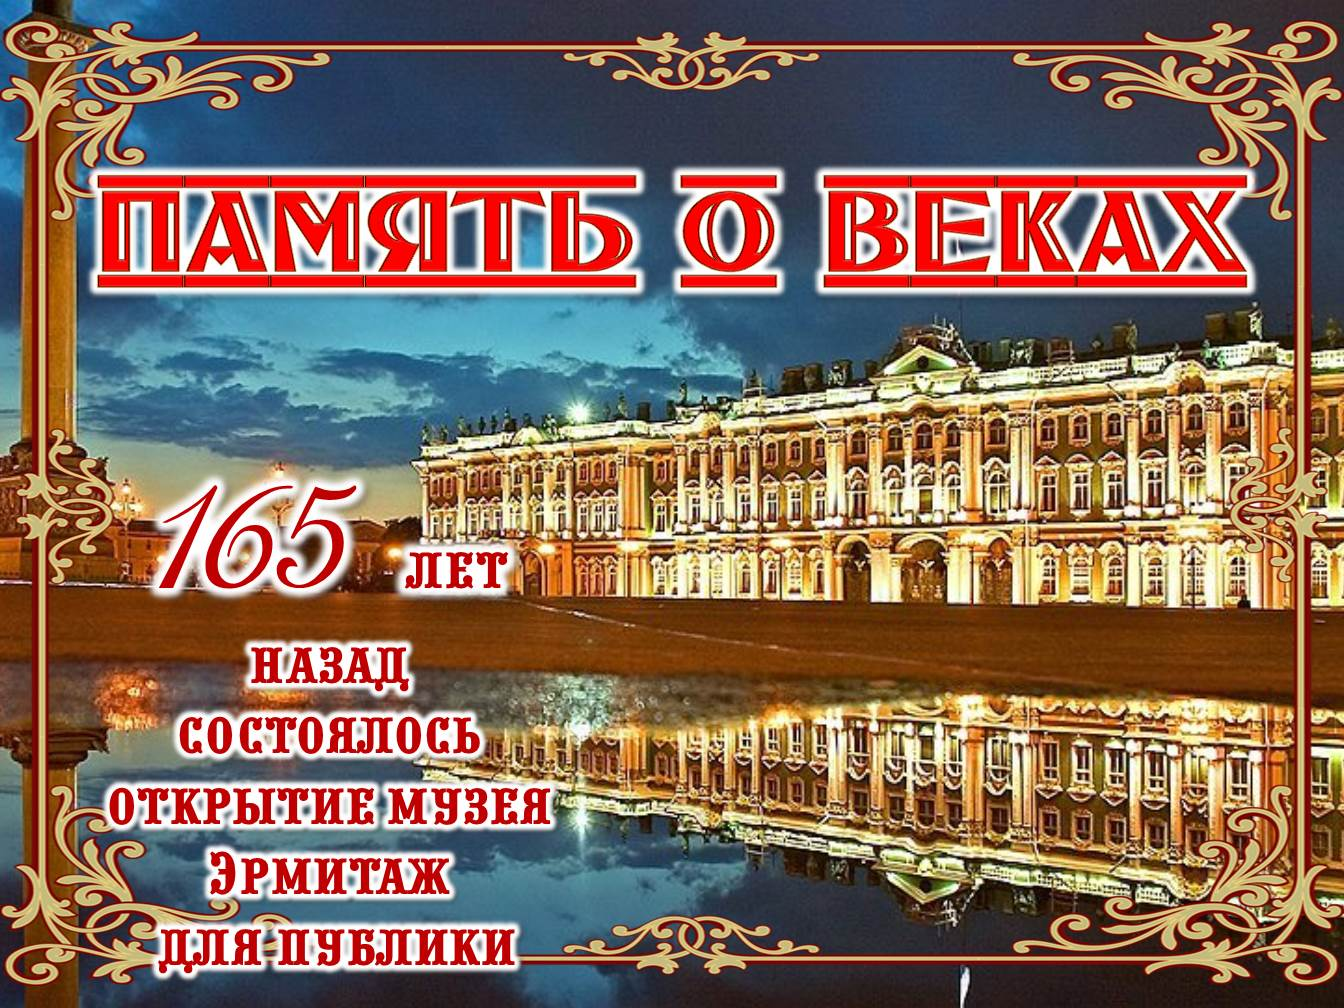 ПАМЯТЬ О ВЕКАХ
165 ЛЕТ
НАЗАД
СОСТОЯЛОСЬ
ОТКРЫТИЕ МУЗЕЯ
ЭРМИТАЖ
ДЛЯ ПУБЛИКИ